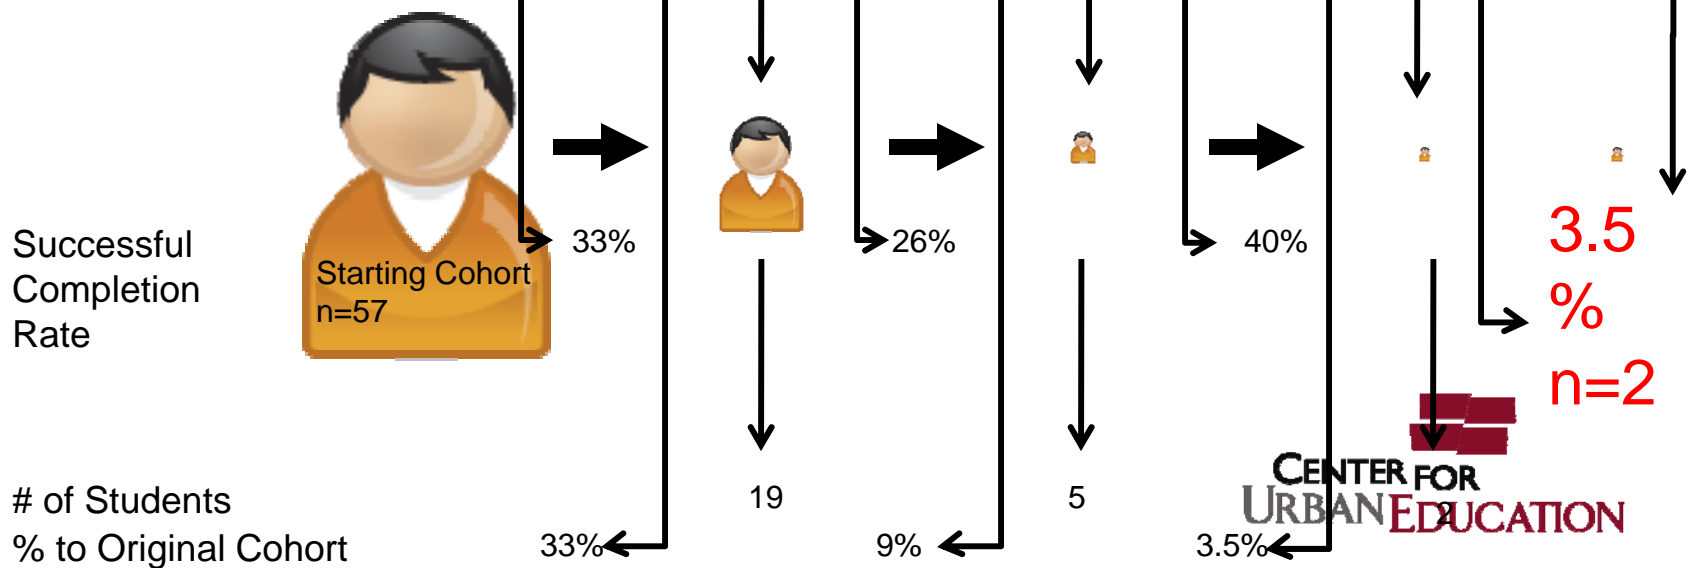 Successful
Completion
Rate
Starting Cohort
n=57
33%
26%
40%
3.5
%
n=2
# of Students
19
5
2
% to Original Cohort
33%
9%
3.5%
CENTER FOR
URBAN EDUCATION